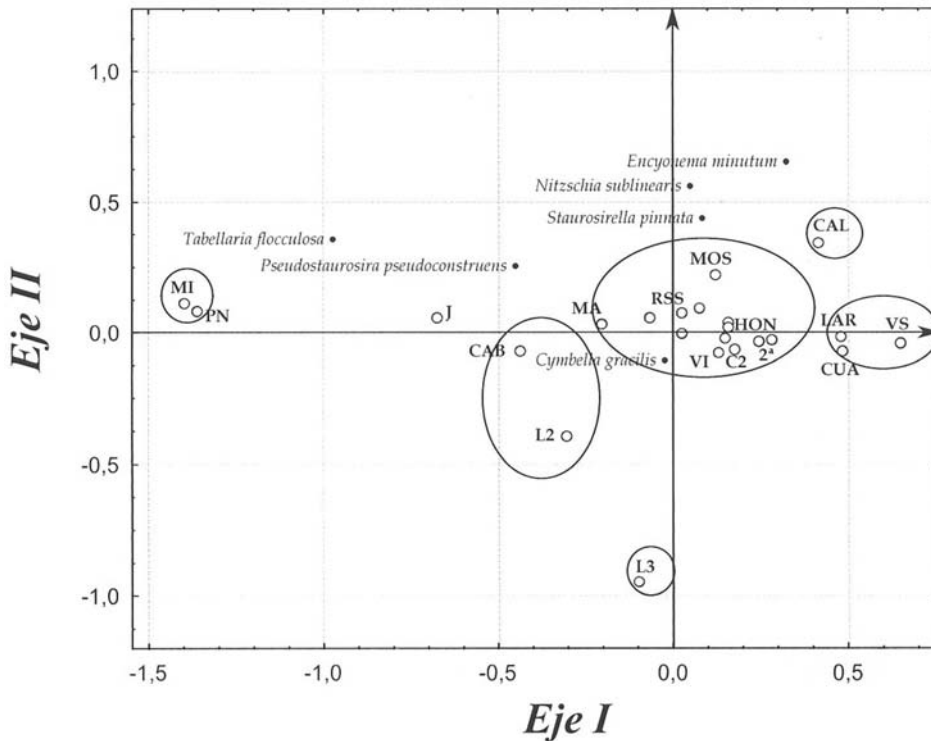 Eje II
1,0
0,5
0,0
-0,5
-1,0
Encyonema minutum
Nitzschia sublinearis
Staurosirella pinnata
Tabellaria flocculosa
Pseudostaurosira pseudoconstruens
CAL
MOS
MI
PN
J
MA
RSS
HON
LAR
VS
CAB
Cymbella gracilis
VI
C2
2ª
CUA
L2
L3
-1,5
-1,0
-0,5
0,0
0,5
Eje I